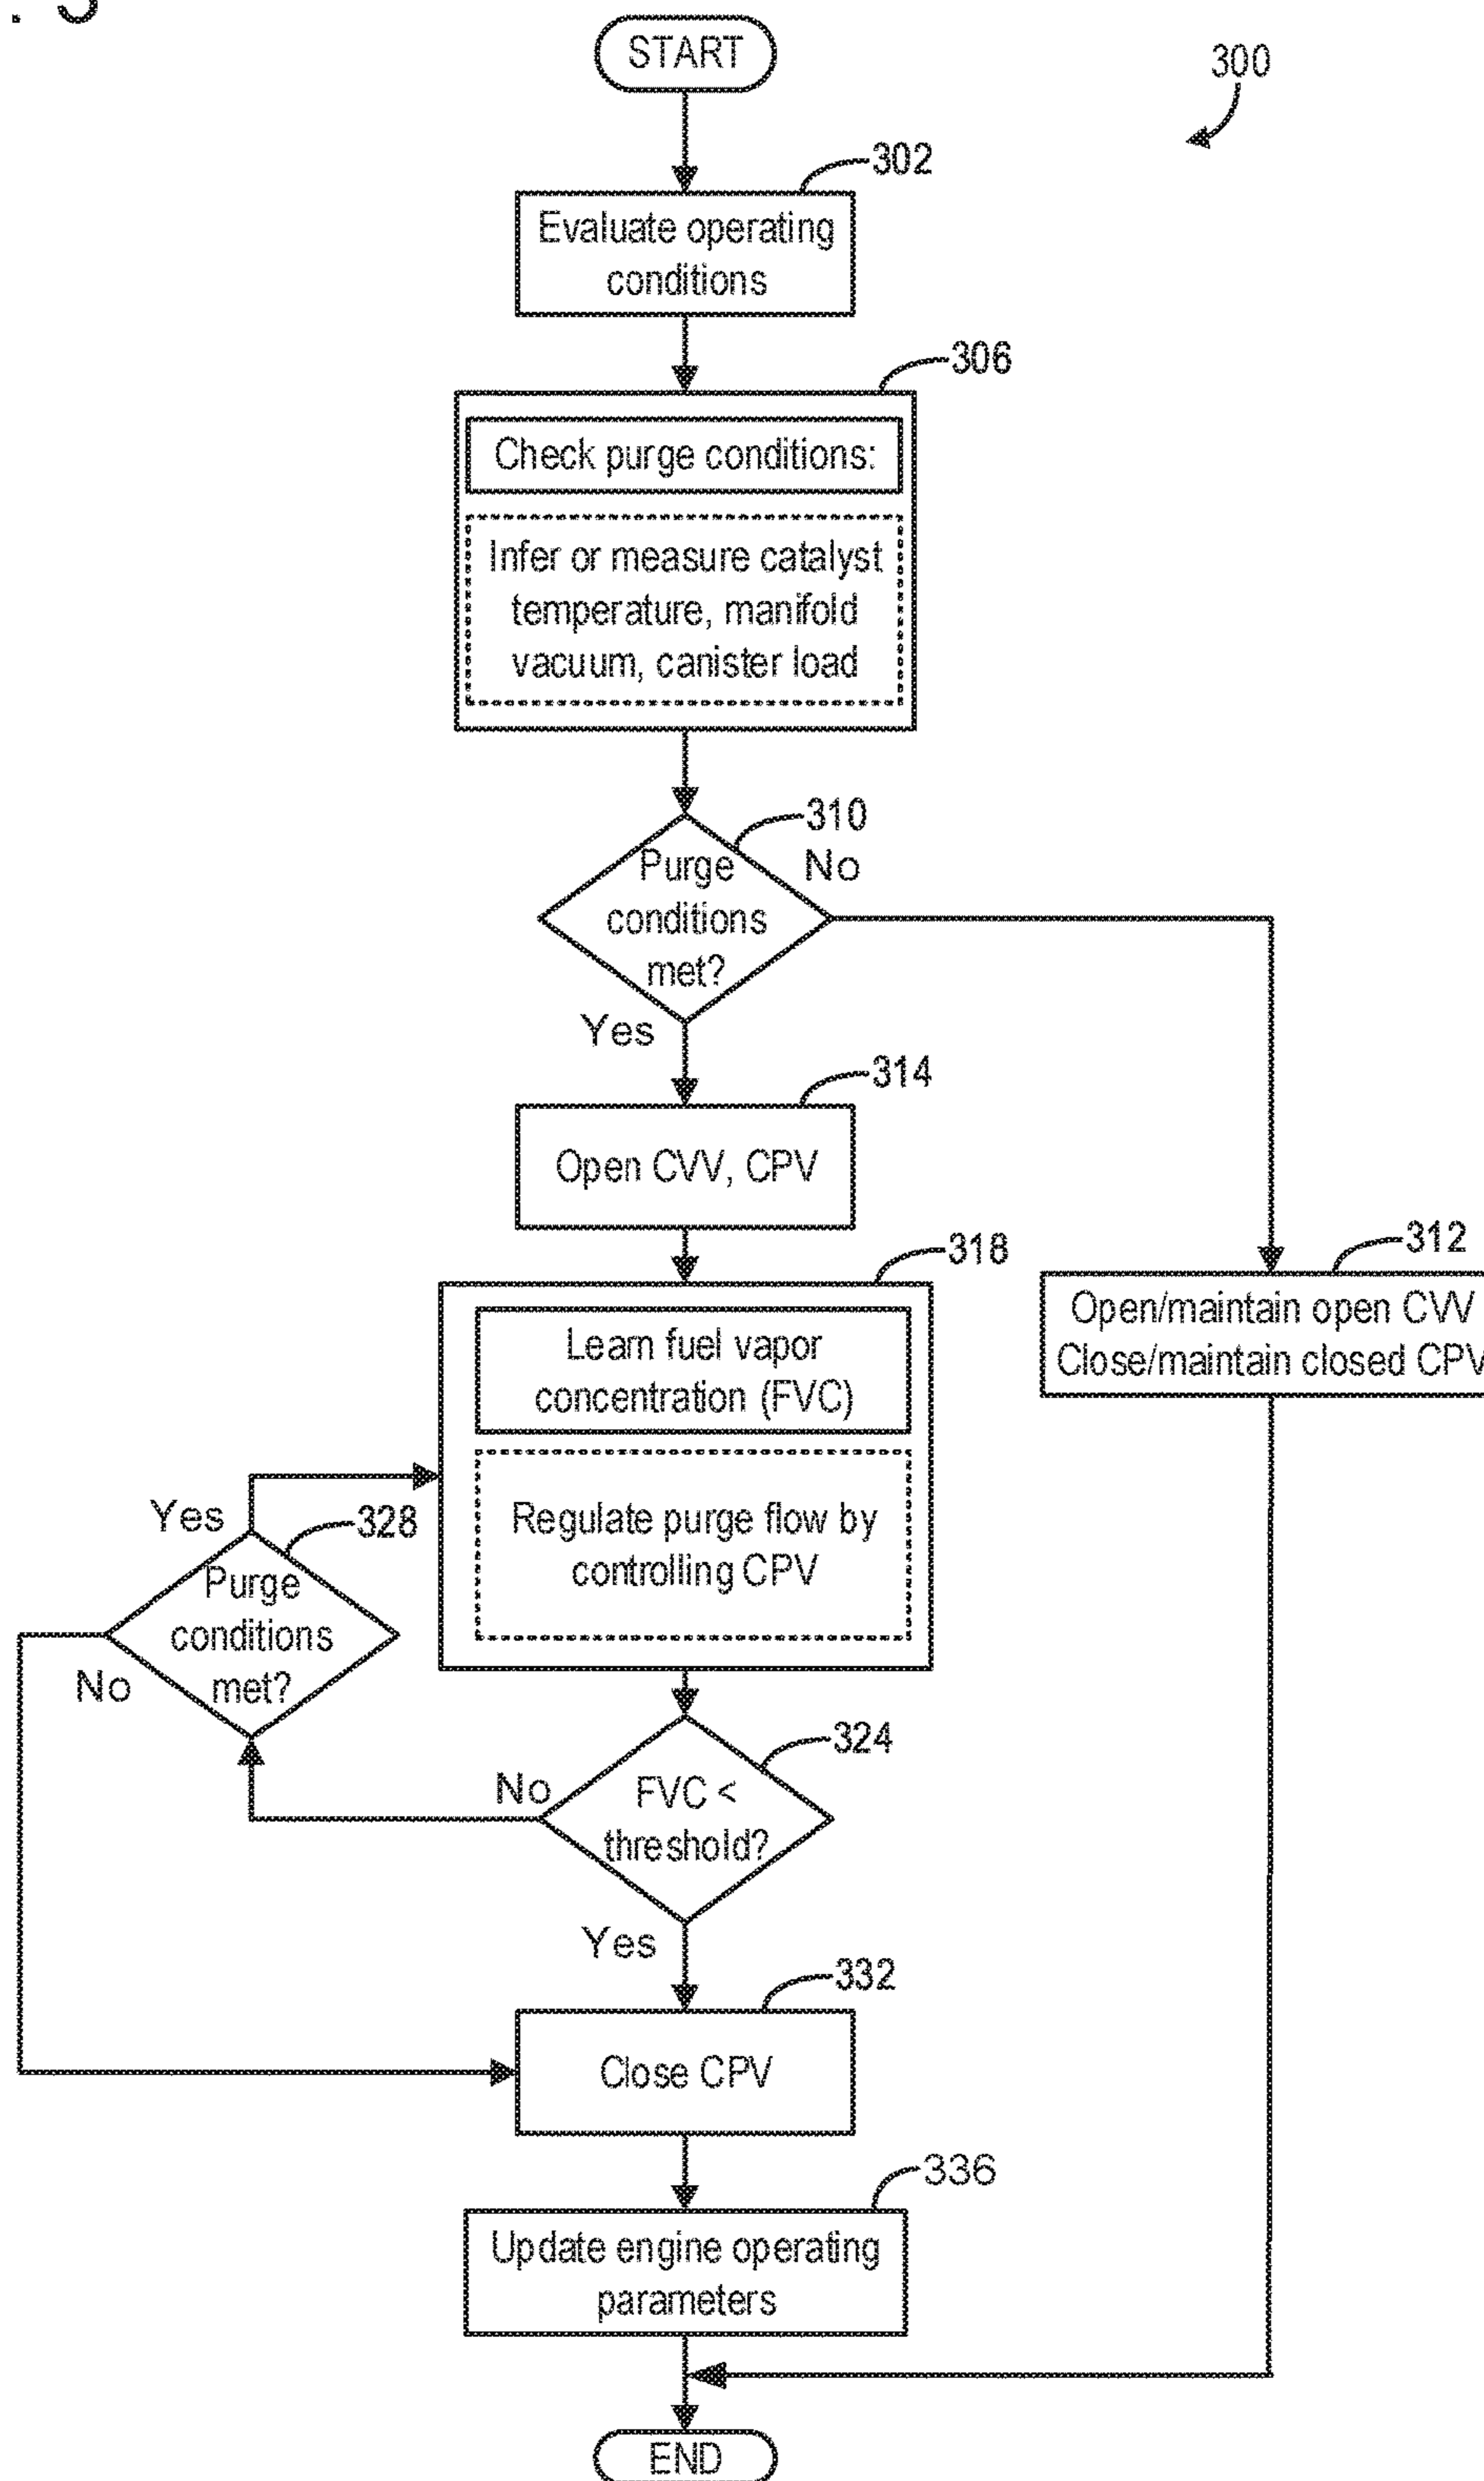 START
300
302
Evaluate operating
conditions
306
Check purge conditions:
Infer or measure catalyst
temperature, manifold
vacuum, canister load
310
Purge
conditions
met?
No
Yes
314
Open CVV, CPV
318
312
Learn fuel vapor
concentration (FVC)
Open/maintain open CVV
Close/maintain closed CPV
Regulate purge flow by
controlling CPV
Yes
328
Purge
conditions
met?
No
324
FVC <
threshold?
No
Yes
332
Close CPV
336
Update engine operating
parameters
END